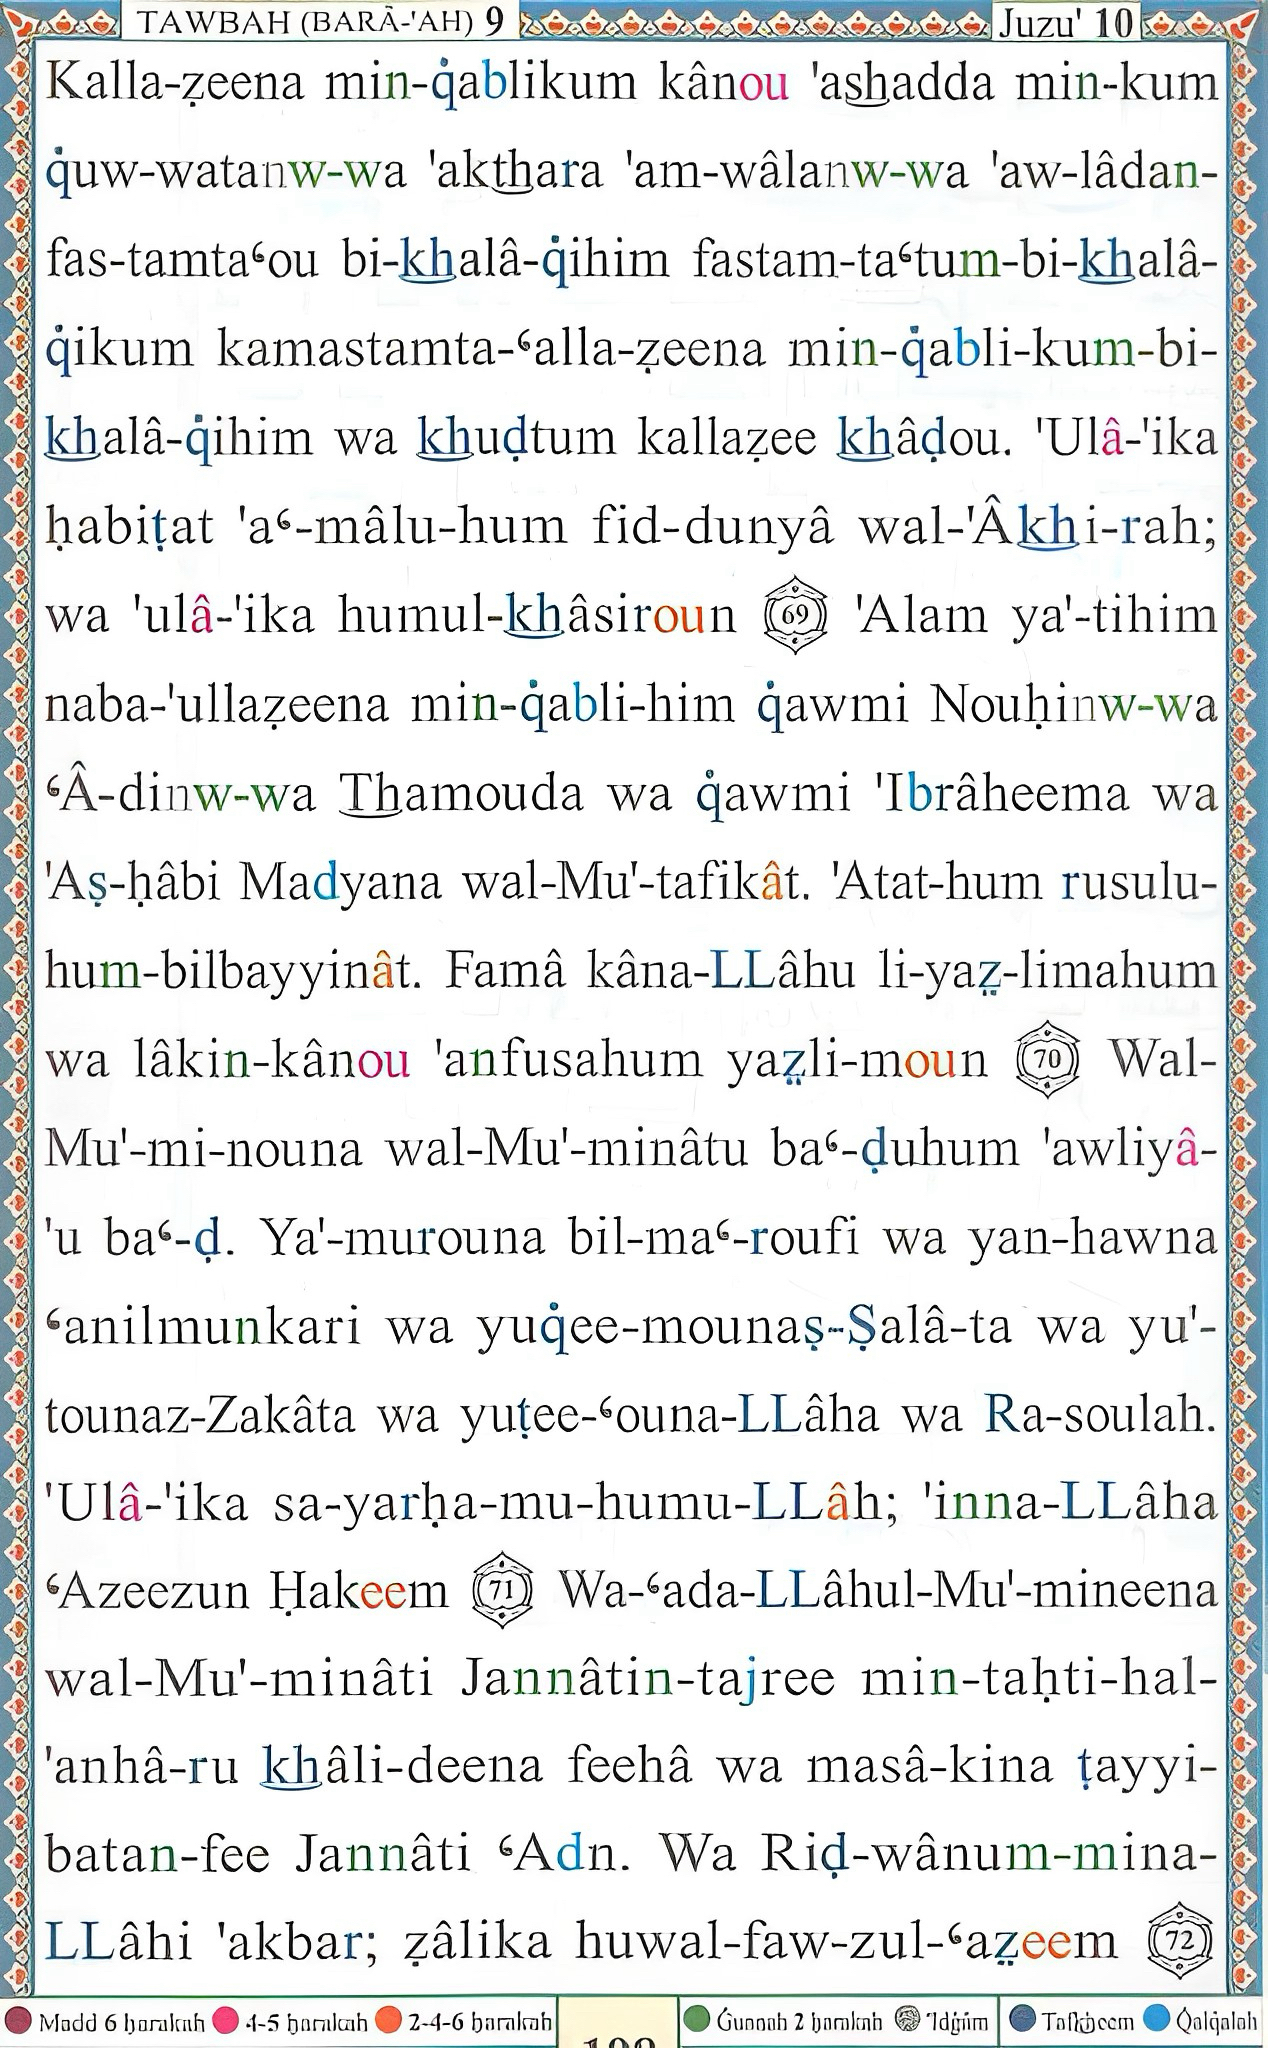 TAWBAH (BARÂ-'AH) 9 Juzu' 10
Kalla-ẓeena min-q̇ablikum kânou 'ashadda min-kum
q̇uw-watanw-wa 'akthara 'am-wâlanw-wa 'aw-lâdan-
fas-tamtaʿou bi-khalâ-q̇ihim fastam-taʿtum-bi-khalâ-
q̇ikum kamastamta-ʿalla-ẓeena min-q̇abli-kum-bi-
khalâ-q̇ihim wa khuḍtum kallaẓee khâḍou. 'Ulâ-'ika
ḥabiṭat 'aʿ-mâlu-hum fid-dunyâ wal-'Âkhi-rah;
wa 'ulâ-'ika humul-khâsiroun 69 'Alam ya'-tihim
naba-'ullaẓeena min-q̇abli-him q̇awmi Nouḥinw-wa
ʿÂ-dinw-wa Thamouda wa q̇awmi 'Ibrâheema wa
'Aṣ-ḥâbi Madyana wal-Mu'-tafikât. 'Atat-hum rusulu-
hum-bilbayyinât. Famâ kâna-LLâhu li-yaẓ̤-limahum
wa lâkin-kânou 'anfusahum yaẓ̤li-moun 70 Wal-
Mu'-mi-nouna wal-Mu'-minâtu baʿ-ḍuhum 'awliyâ-
'u baʿ-ḍ. Ya'-murouna bil-maʿ-roufi wa yan-hawna
ʿanilmunkari wa yuq̇ee-mounaṣ-Ṣalâ-ta wa yu'-
tounaz-Zakâta wa yuṭee-ʿouna-LLâha wa Ra-soulah.
'Ulâ-'ika sa-yarḥa-mu-humu-LLâh; 'inna-LLâha
ʿAzeezun Ḥakeem 71 Wa-ʿada-LLâhul-Mu'-mineena
wal-Mu'-minâti Jannâtin-tajree min-taḥti-hal-
'anhâ-ru khâli-deena feehâ wa masâ-kina ṭayyi-
batan-fee Jannâti ʿAdn. Wa Riḍ-wânum-mina-
LLâhi 'akbar; ẓâlika huwal-faw-zul-ʿaẓ̤eem 72
Madd 6 ḥarakah 4-5 ḥarakah 2-4-6 ḥarakah Ġunnah 2 ḥarakah 'Idġâm Tafkheem Q̇alq̇alah